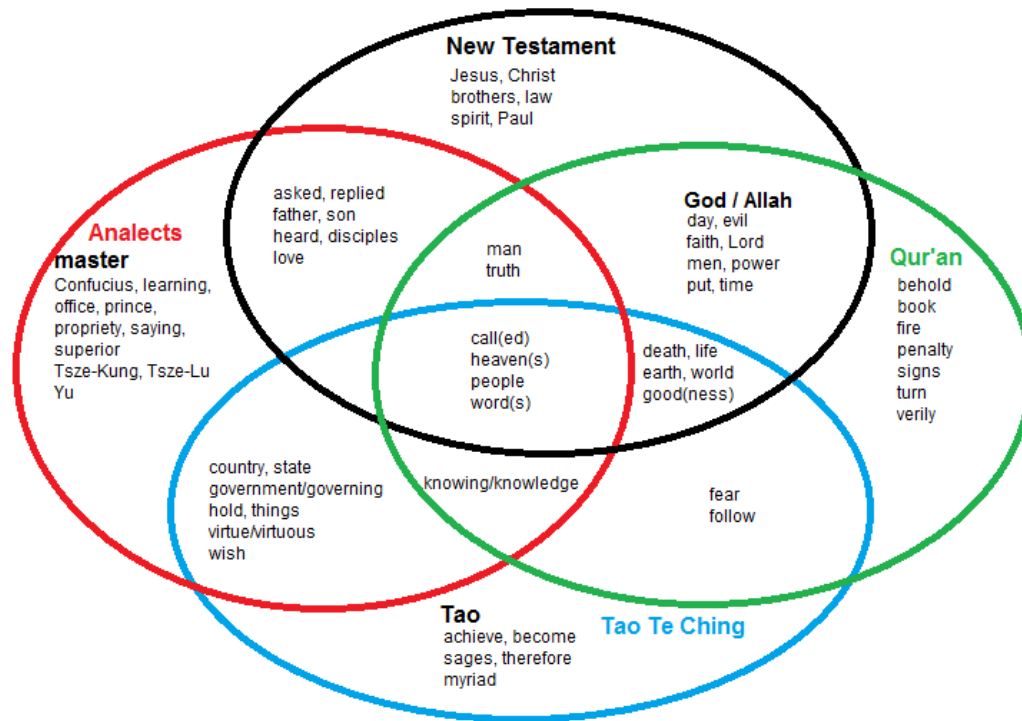 New Testament
Jesus, Christ
brothers, law
spirit, Paul
asked, replied
father, son
heard, disciples
love
God / Allah
day, evil
faith, Lord
men, power
put, time
man
truth
Analects
master
Confucius, learning,
office, prince,
propriety, saying,
superior
Tsze-Kung, Tsze-Lu
Yu
Qur'an
behold
book
fire
penalty
signs
turn
verily
call(ed)
heaven(s)
people
word(s)
death, life
earth, world
good(ness)
country, state
government/governing
hold, things
virtue/virtuous
wish
knowing/knowledge
fear
follow
Tao
achieve, become
sages, therefore
myriad
Tao Te Ching